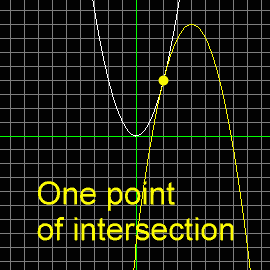 One point
of intersection